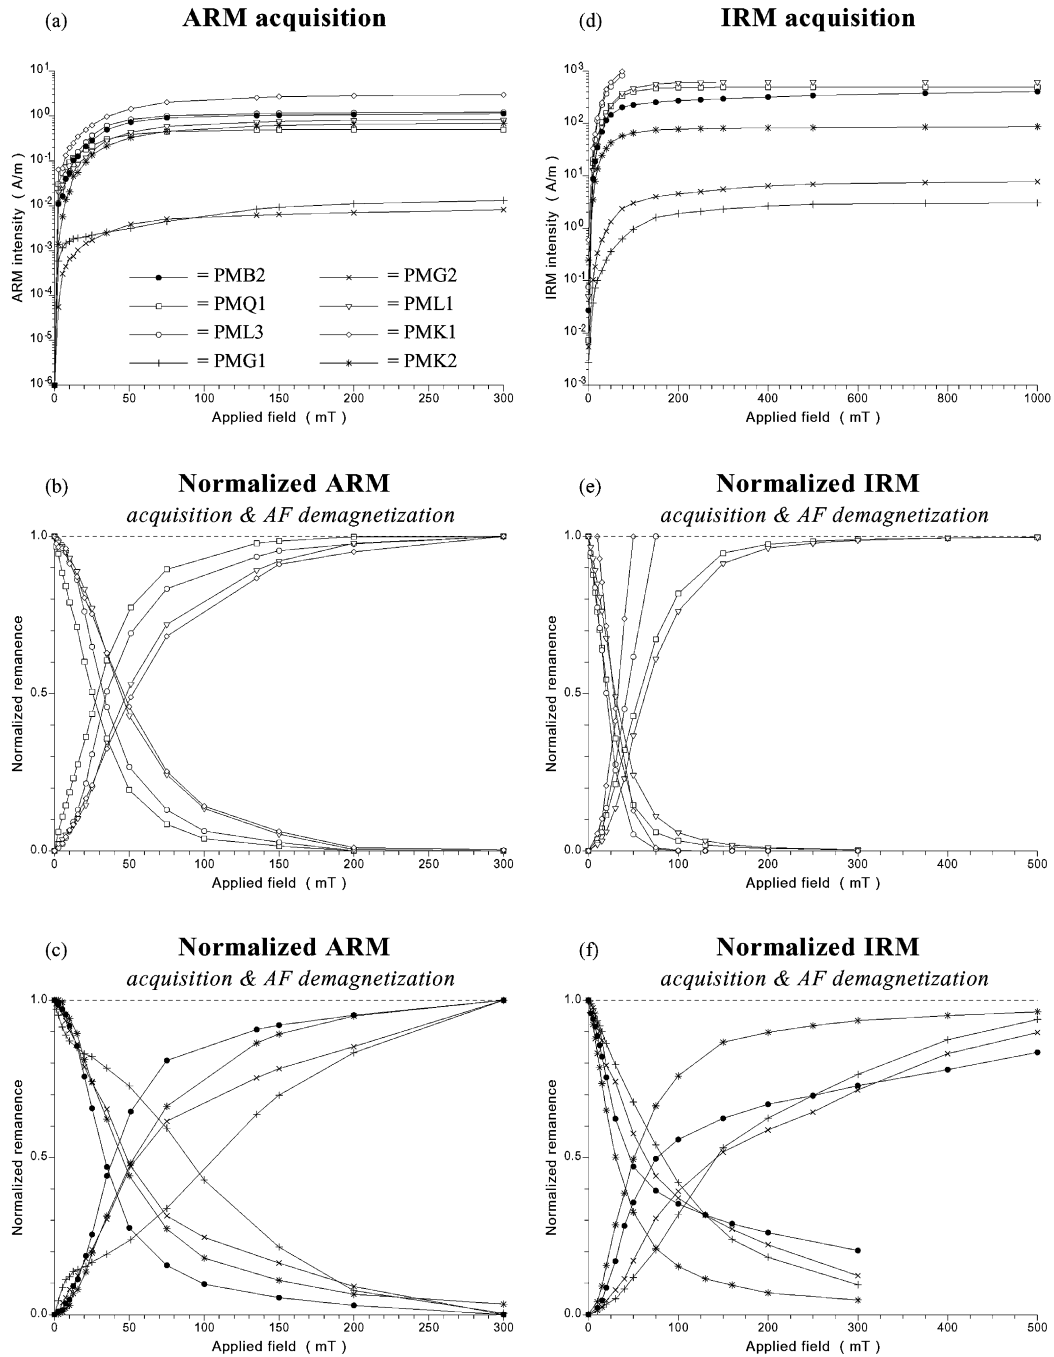 (a) ARM acquisition
10^1
10^0
10^-1
10^-2
10^-3
10^-4
10^-5
10^-6
ARM intensity ( A/m )
= PMB2 = PMG2
= PMQ1 = PML1
= PML3 = PMK1
= PMG1 = PMK2
0 50 100 150 200 250 300
Applied field ( mT )
(d) IRM acquisition
10^3
10^2
10^1
10^0
10^-1
10^-2
10^-3
IRM intensity ( A/m )
0 200 400 600 800 1000
Applied field ( mT )
(b) Normalized ARM
acquisition & AF demagnetization
1.0
0.5
0.0
Normalized remanence
0 50 100 150 200 250 300
Applied field ( mT )
(e) Normalized IRM
acquisition & AF demagnetization
1.0
0.5
0.0
Normalized remanence
0 100 200 300 400 500
Applied field ( mT )
(c) Normalized ARM
acquisition & AF demagnetization
1.0
0.5
0.0
Normalized remanence
0 50 100 150 200 250 300
Applied field ( mT )
(f) Normalized IRM
acquisition & AF demagnetization
1.0
0.5
0.0
Normalized remanence
0 100 200 300 400 500
Applied field ( mT )